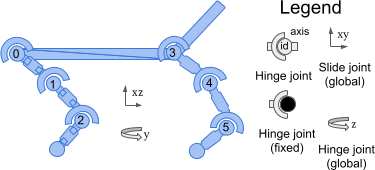 0
3
1
4
2
5
xz
y
Legend
axis
id
Hinge joint
xy
Slide joint
(global)
Hinge joint
(fixed)
z
Hinge joint
(global)